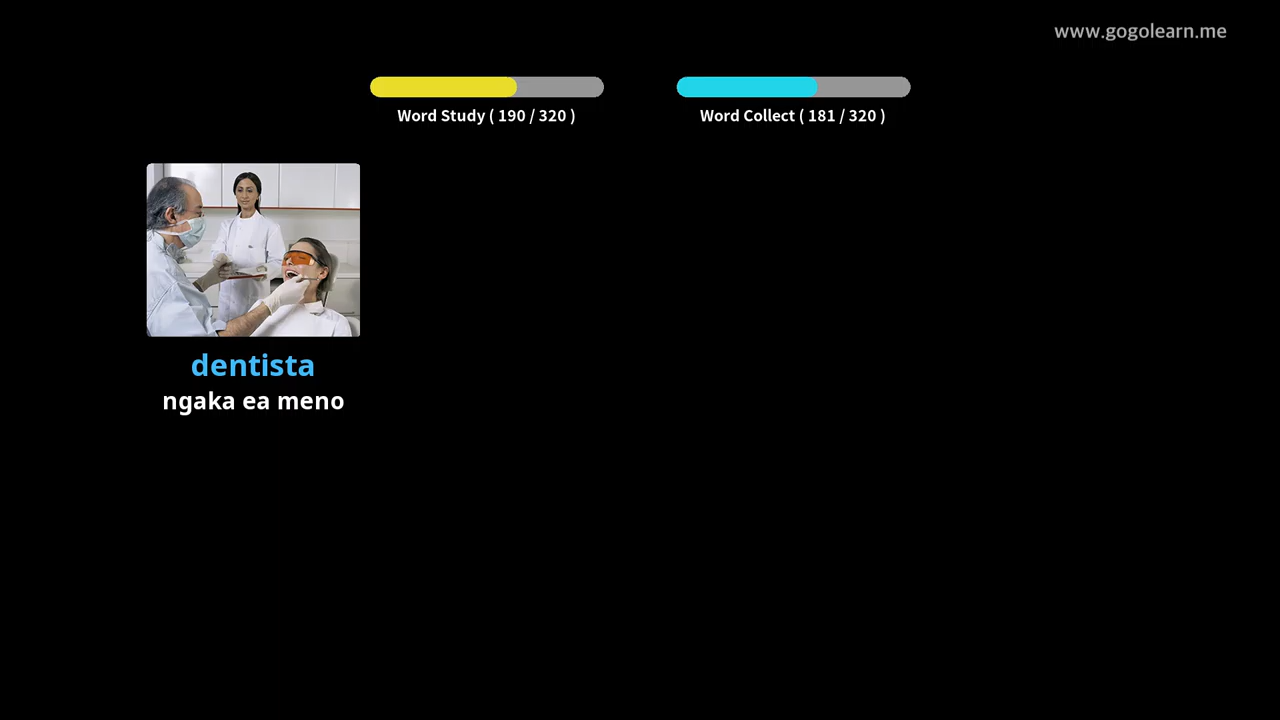 www.gogolearn.me
Word Study ( 190 / 320 )
Word Collect ( 181 / 320 )
dentista
ngaka ea meno